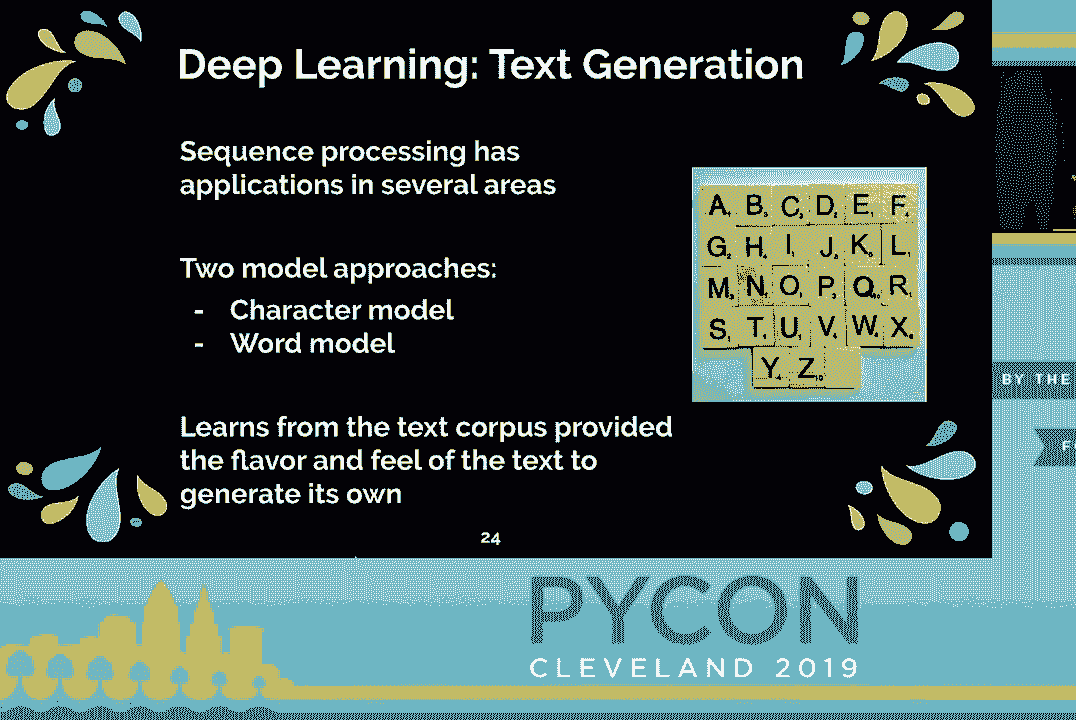 Deep Learning: Text Generation
Sequence processing has
applications in several areas
Two model approaches:
- Character model
- Word model
Learns from the text corpus provided
the flavor and feel of the text to
generate its own
24
A B C D E F
G H I J K L
M N O P Q R
S T U V W X
Y Z
BY THE
PYCON
CLEVELAND 2019